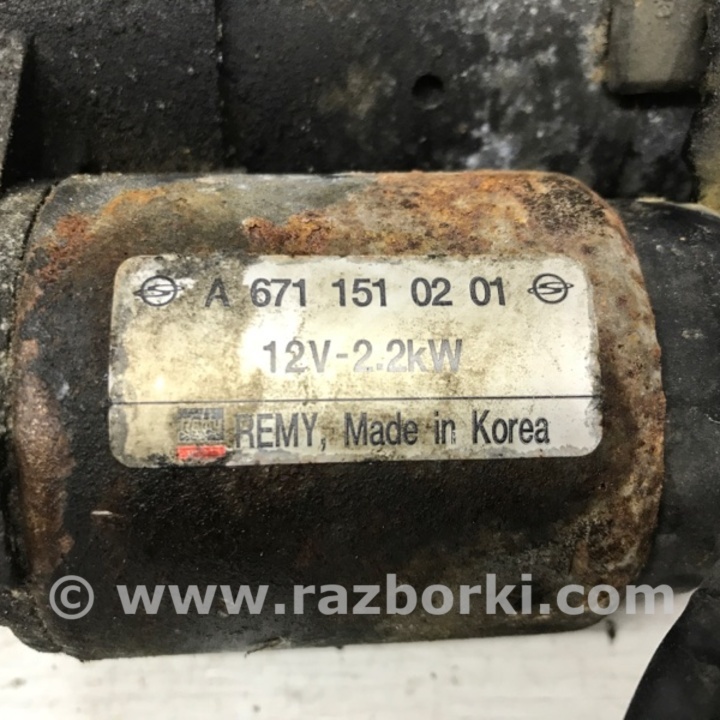 A 671 151 02 01
12V-2.2kW
REMY, Made in Korea
© www.razborki.com